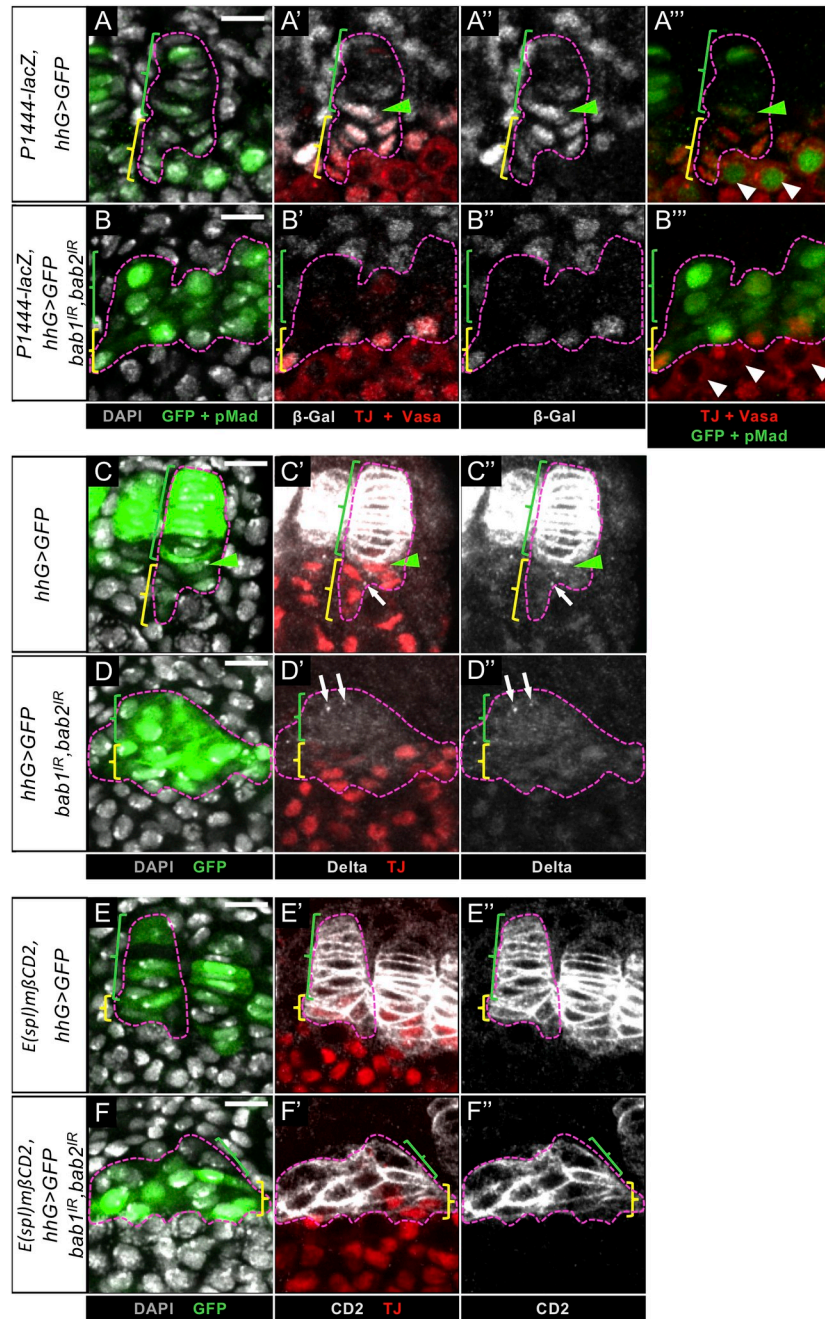 P1444-lacZ,
hhG>GFP
A
A'
A''
A'''
P1444-lacZ,
hhG>GFP
bab1IR,bab2IR
B
B'
B''
B'''
DAPI GFP + pMad
β-Gal TJ + Vasa
β-Gal
TJ + Vasa
GFP + pMad
hhG>GFP
C
C'
C''
hhG>GFP
bab1IR,bab2IR
D
D'
D''
DAPI GFP
Delta TJ
Delta
E(spl)mβCD2,
hhG>GFP
E
E'
E''
E(spl)mβCD2,
hhG>GFP
bab1IR,bab2IR
F
F'
F''
DAPI GFP
CD2 TJ
CD2